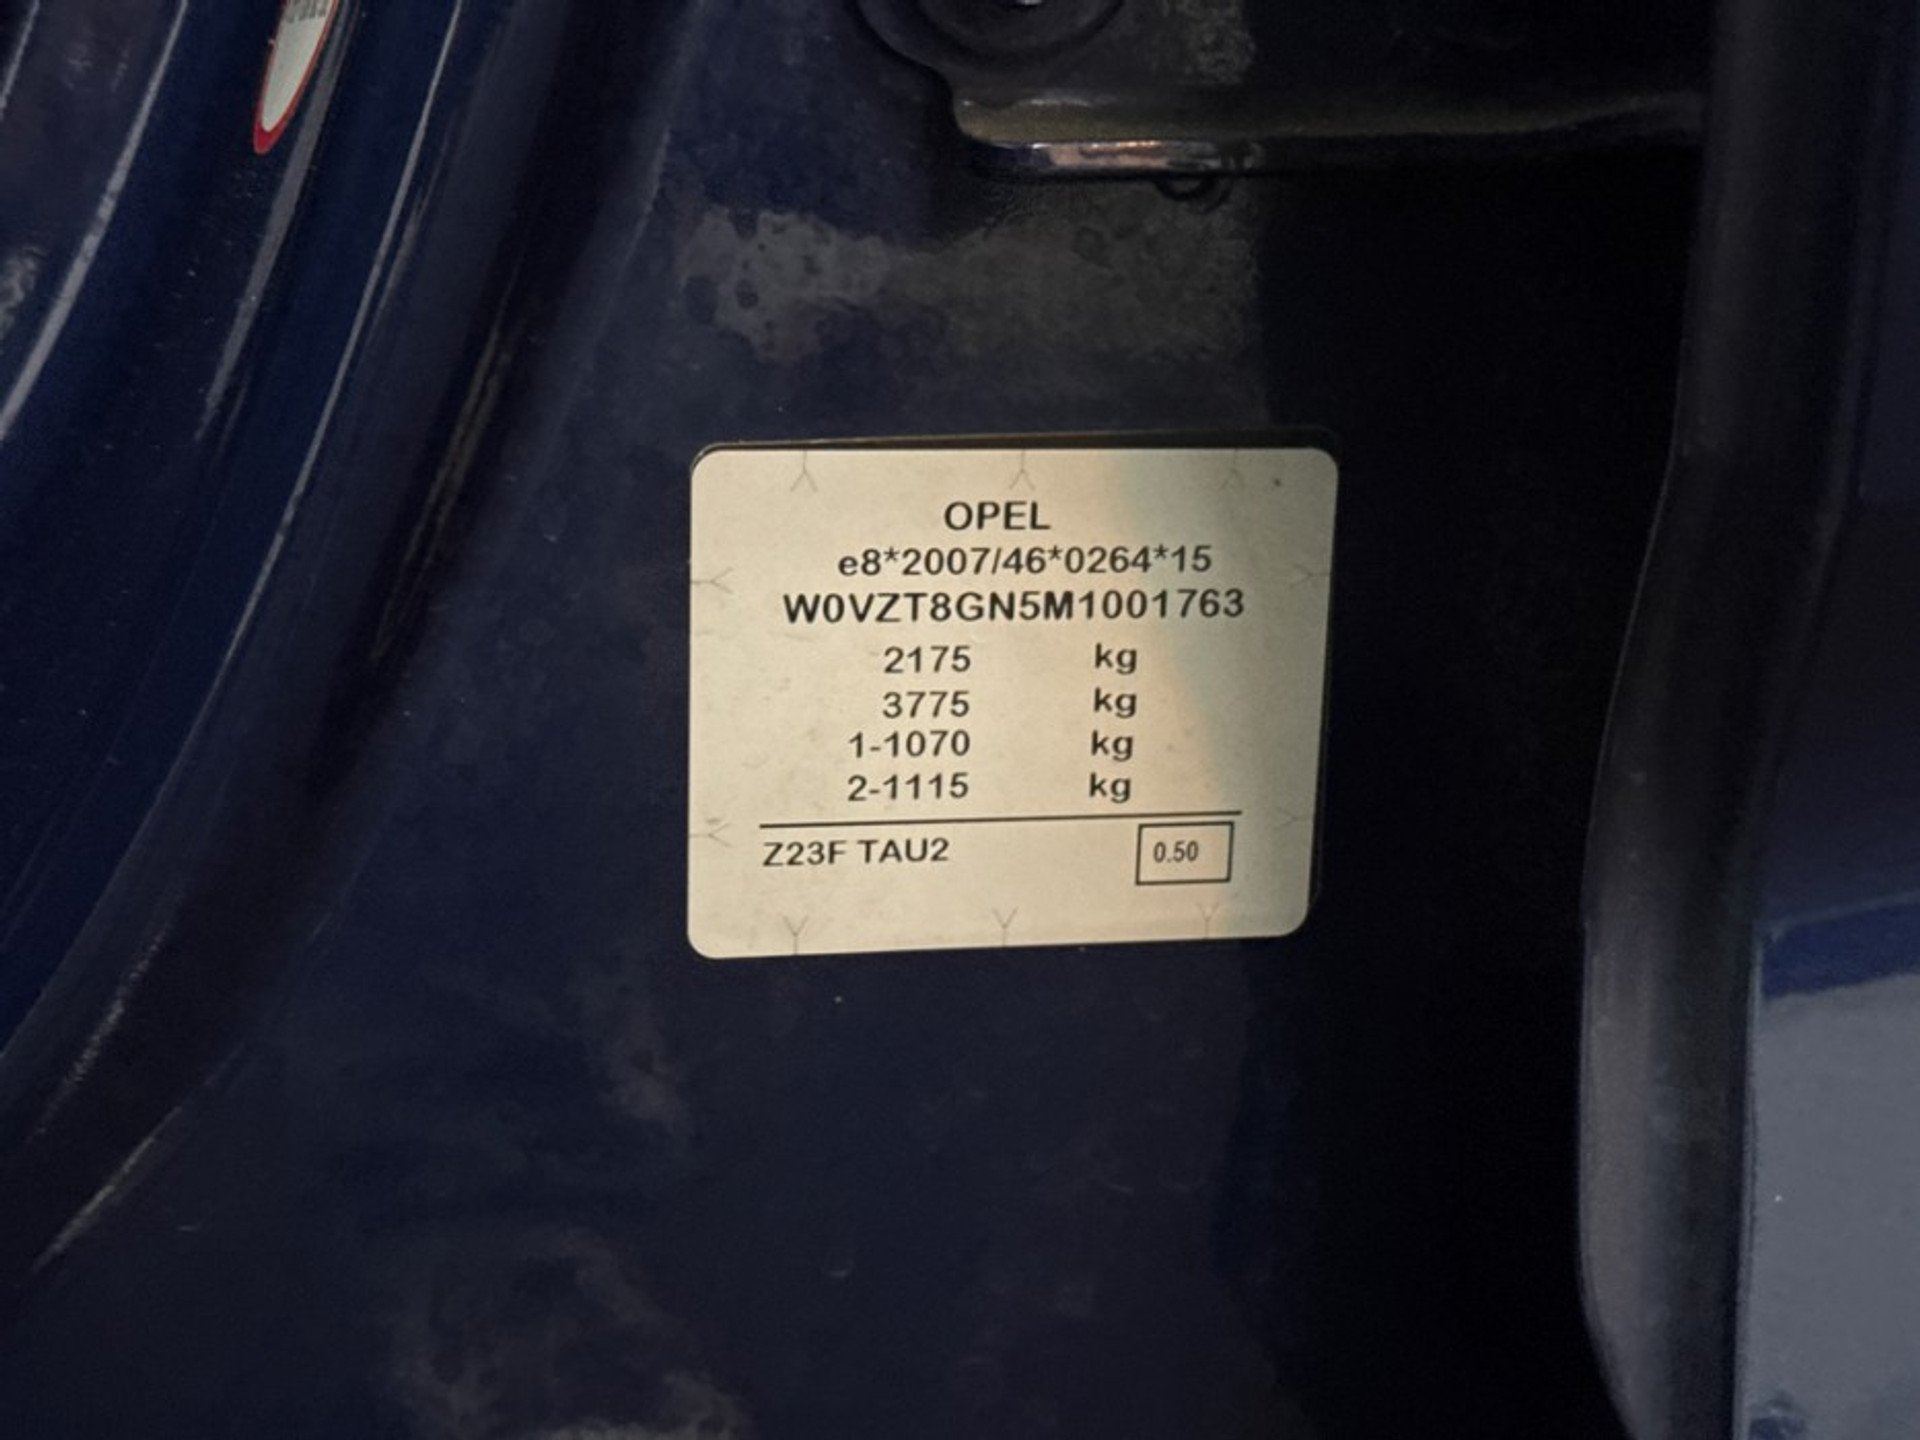 OPEL
e8*2007/46*0264*15
W0VZT8GN5M1001763
2175 kg
3775 kg
1-1070 kg
2-1115 kg
Z23F TAU2 0.50